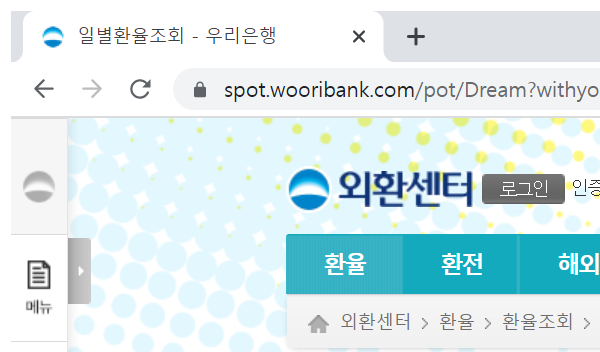 일별환율조회 - 우리은행
spot.wooribank.com/pot/Dream?withyo
외환센터 로그인 인증
메뉴
환율 환전 해외
외환센터 > 환율 > 환율조회 >